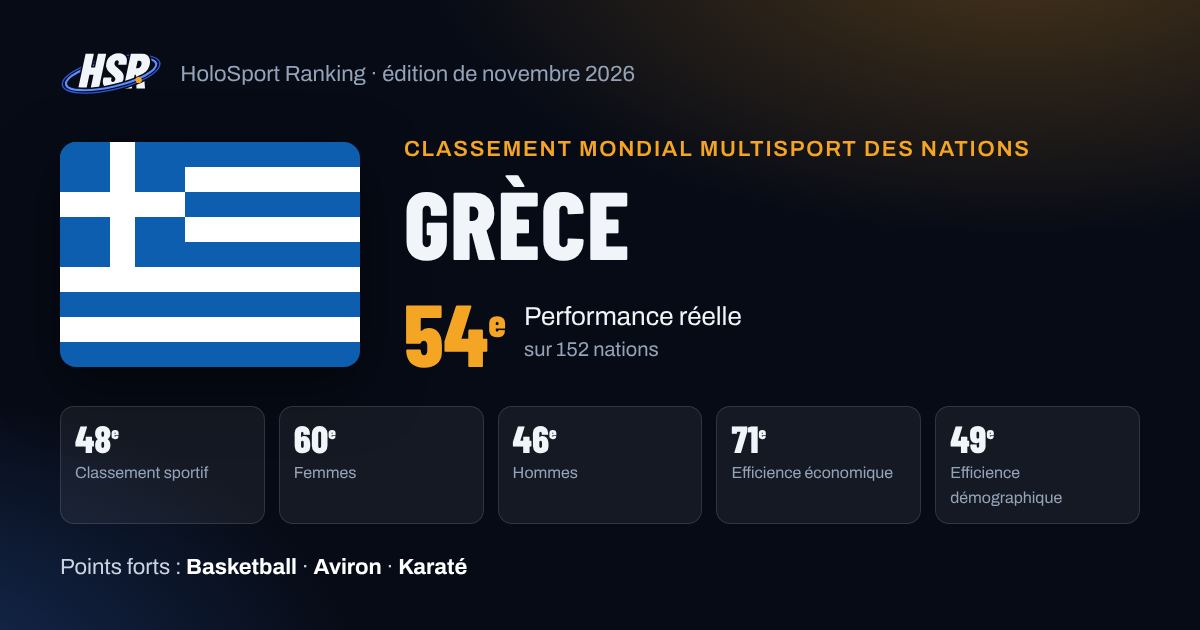 HSR
HoloSport Ranking · édition de novembre 2026
CLASSEMENT MONDIAL MULTISPORT DES NATIONS
GRÈCE
54e
Performance réelle
sur 152 nations
48e
Classement sportif
60e
Femmes
46e
Hommes
71e
Efficience économique
49e
Efficience
démographique
Points forts : Basketball · Aviron · Karaté